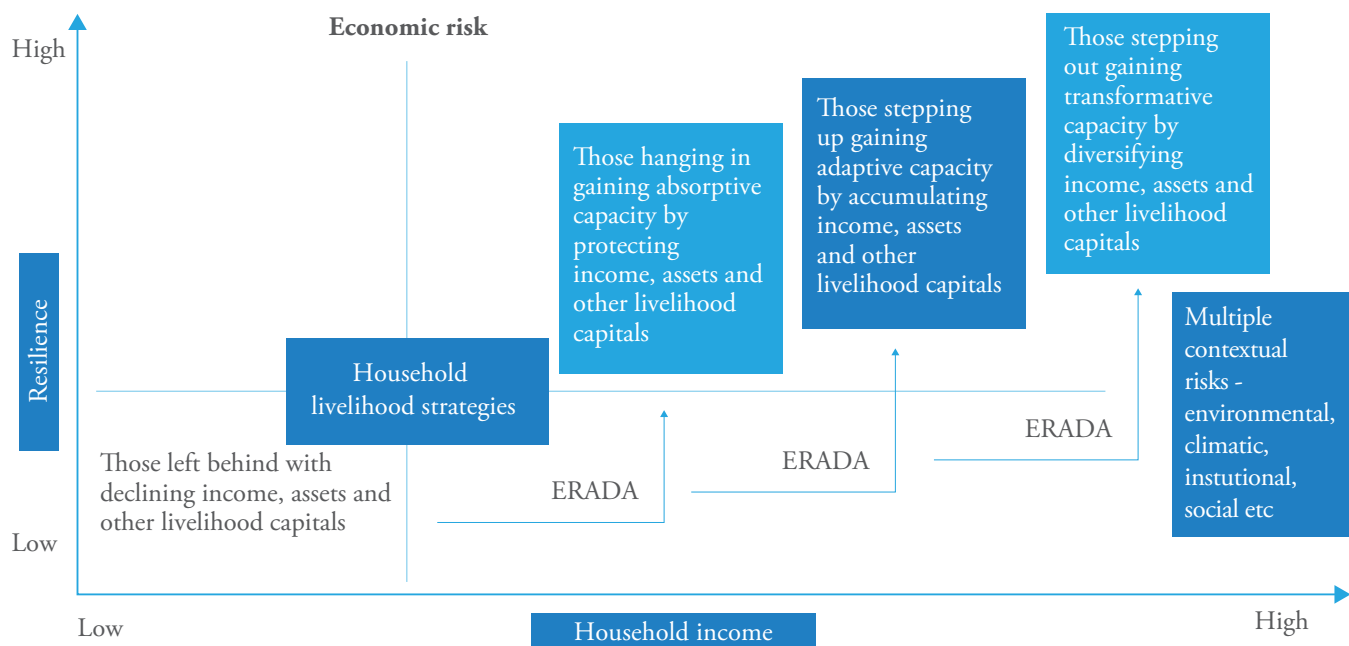 High
Economic risk
Those hanging in
gaining absorptive
capacity by
protecting
income, assets and
other livelihood
capitals
Those stepping
up gaining
adaptive capacity
by accumulating
income, assets
and other
livelihood capitals
Those stepping
out gaining
transformative
capacity by
diversifying
income, assets and
other livelihood
capitals
Resilience
Household
livelihood strategies
Multiple
contextual
risks -
environmental,
climatic,
instutional,
social etc
Those left behind with
declining income, assets and
other livelihood capitals
ERADA
ERADA
ERADA
Low
Low
Household income
High